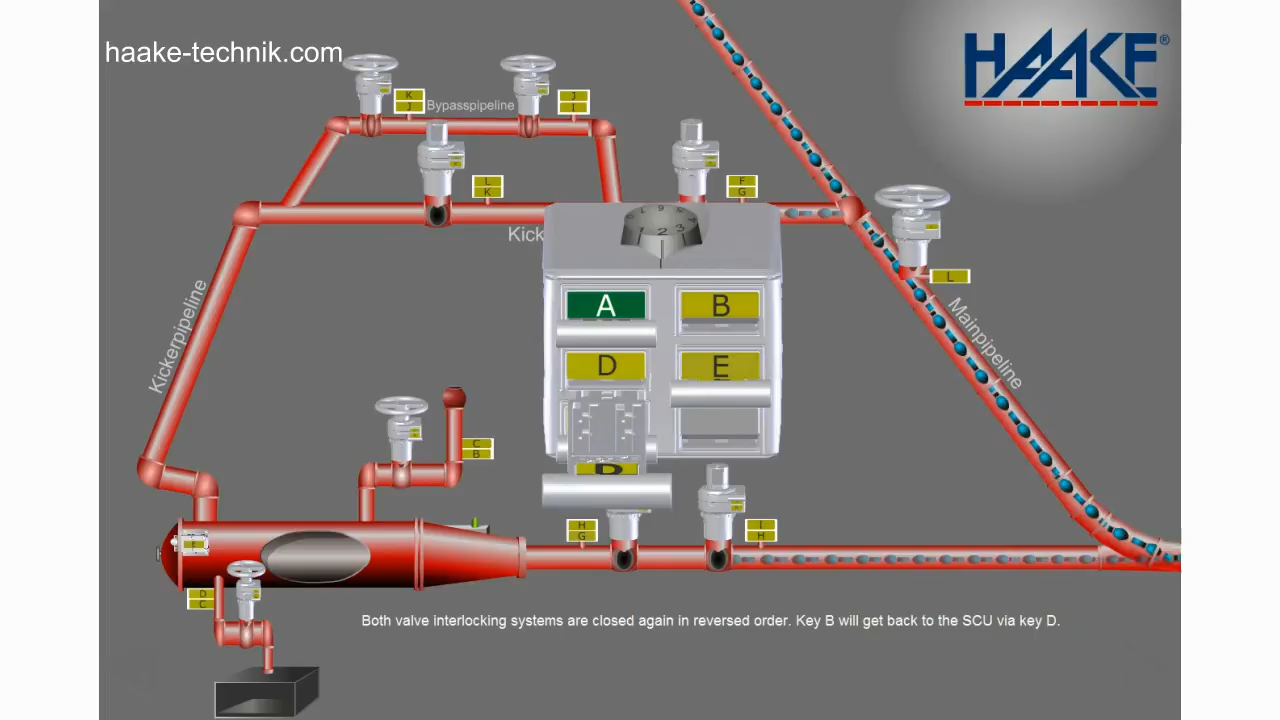 haake-technik.com
HAAKE®
K
J
Bypasspipeline
J
I
L
K
F
G
Kick
L
A
B
D
E
D
Kickerpipeline
Mainpipeline
C
B
H
G
I
H
E
D
C
Both valve interlocking systems are closed again in reversed order. Key B will get back to the SCU via key D.